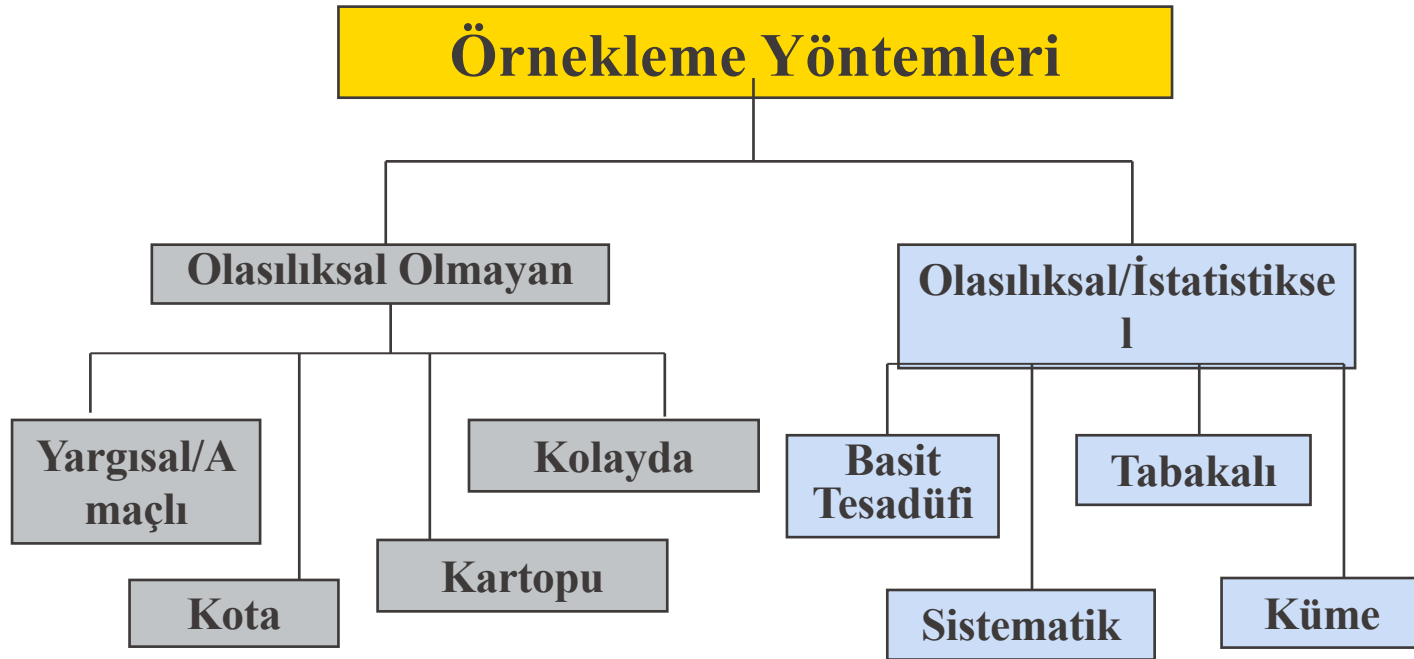 Örnekleme Yöntemleri
Olasılıksal Olmayan
Olasılıksal/İstatistikse
l
Yargısal/A
maçlı
Kolayda
Kota
Kartopu
Basit
Tesadüfi
Tabakalı
Sistematik
Küme